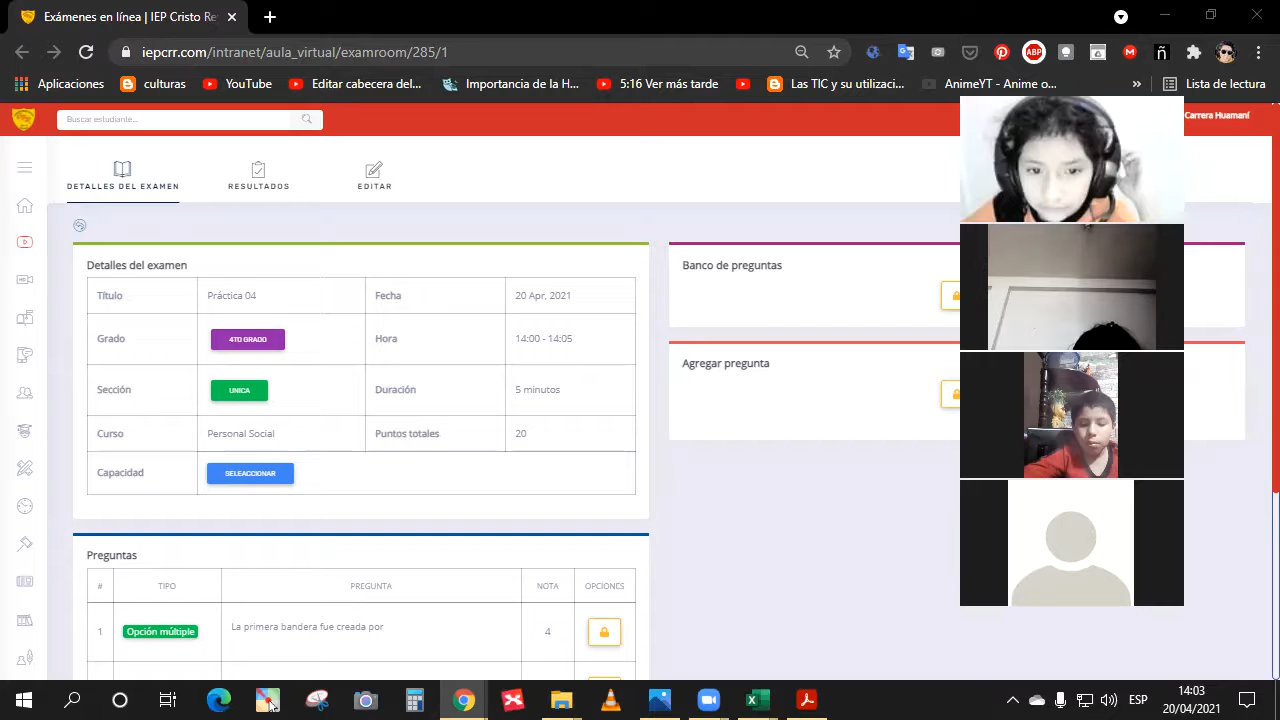 Exámenes en línea | IEP Cristo Re
iepcrr.com/intranet/aula_virtual/examroom/285/1
ABP
M
ñ
Aplicaciones
culturas
YouTube
Editar cabecera del...
Importancia de la H...
5:16 Ver más tarde
Las TIC y su utilizaci...
AnimeYT - Anime o...
»
Lista de lectura
Buscar estudiante...
Carrera Huamaní
DETALLES DEL EXAMEN
RESULTADOS
EDITAR
Detalles del examen
Título Práctica 04 Fecha 20 Apr, 2021
Grado 4TO GRADO Hora 14:00 - 14:05
Sección UNICA Duración 5 minutos
Curso Personal Social Puntos totales 20
Capacidad SELEACCIONAR
Banco de preguntas
Agregar pregunta
Preguntas
# TIPO PREGUNTA NOTA OPCIONES
1 Opción múltiple La primera bandera fue creada por 4
ESP
14:03
20/04/2021